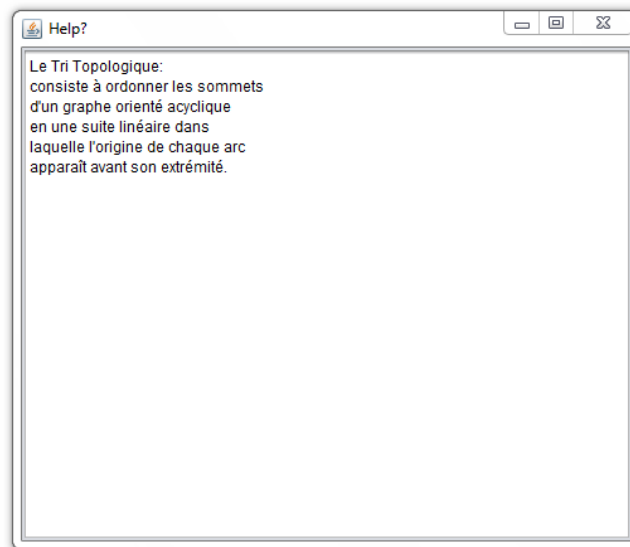 Help?
Le Tri Topologique:
consiste à ordonner les sommets
d'un graphe orienté acyclique
en une suite linéaire dans
laquelle l'origine de chaque arc
apparaît avant son extrémité.